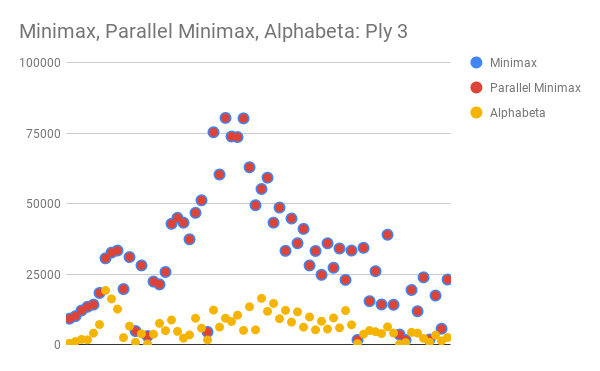 Minimax, Parallel Minimax, Alphabeta: Ply 3
100000
75000
50000
25000
0
Minimax
Parallel Minimax
Alphabeta